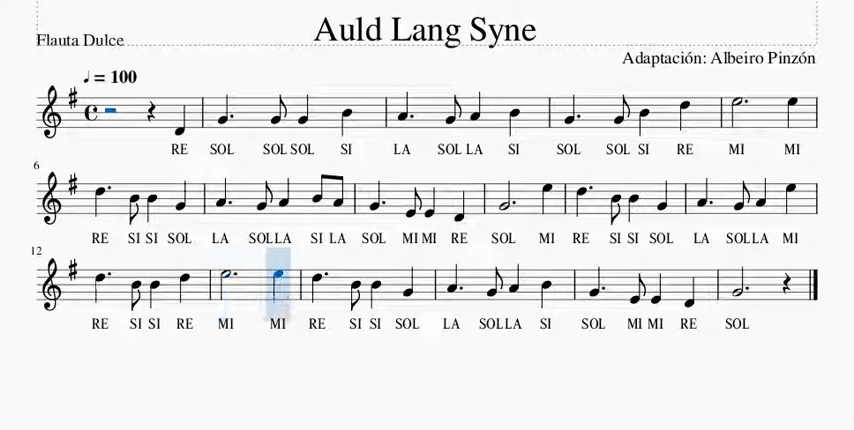 Auld Lang Syne
Flauta Dulce
Adaptación: Albeiro Pinzón
♩ = 100
RE SOL SOL SOL SI LA SOL LA SI SOL SOL SI RE MI MI
6
RE SI SI SOL LA SOL LA SI LA SOL MI MI RE SOL MI RE SI SI SOL LA SOL LA MI
12
RE SI SI RE MI MI RE SI SI SOL LA SOL LA SI SOL MI MI RE SOL